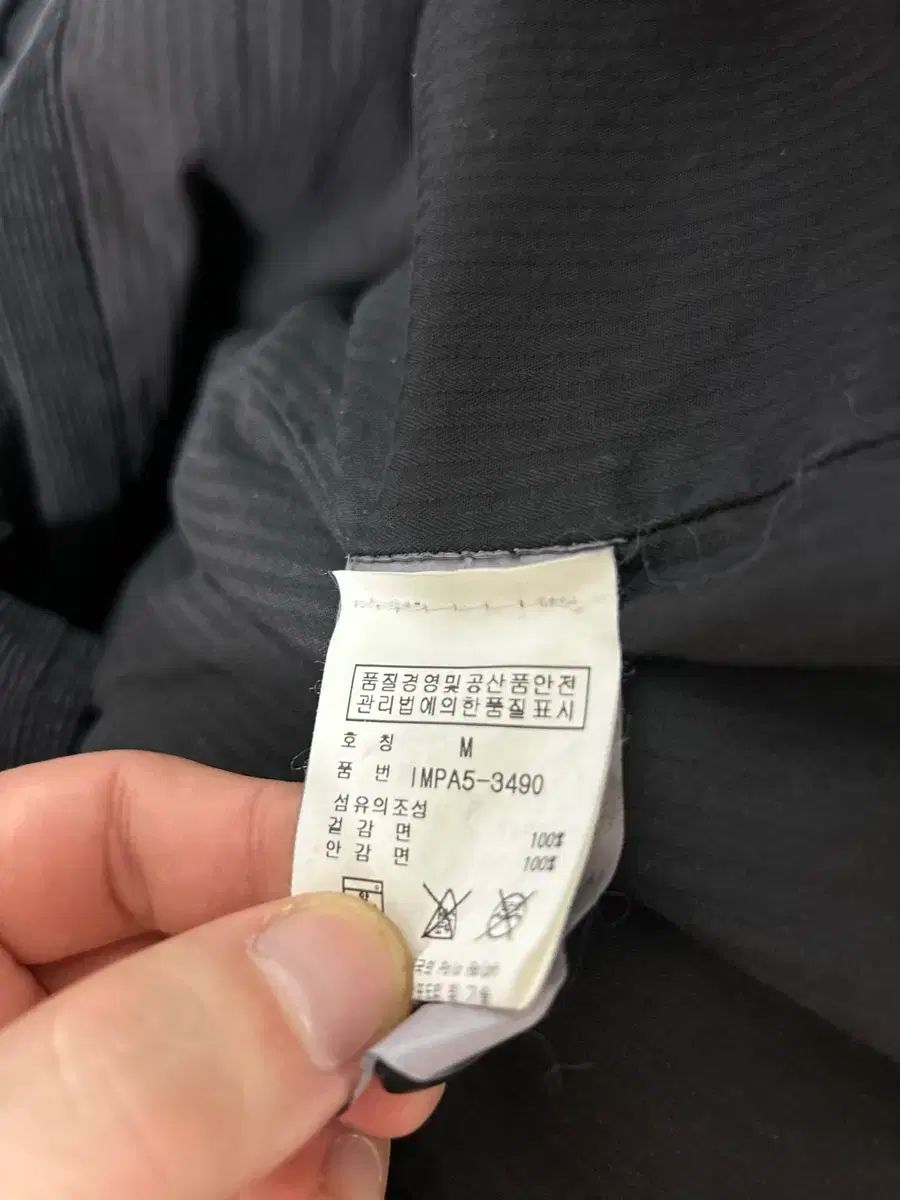 품질경영및공산품안전
관리법에의한품질표시
호 칭 M
품 번 IMPA5-3490
섬유의조성
겉 감 면 100%
안 감 면 100%